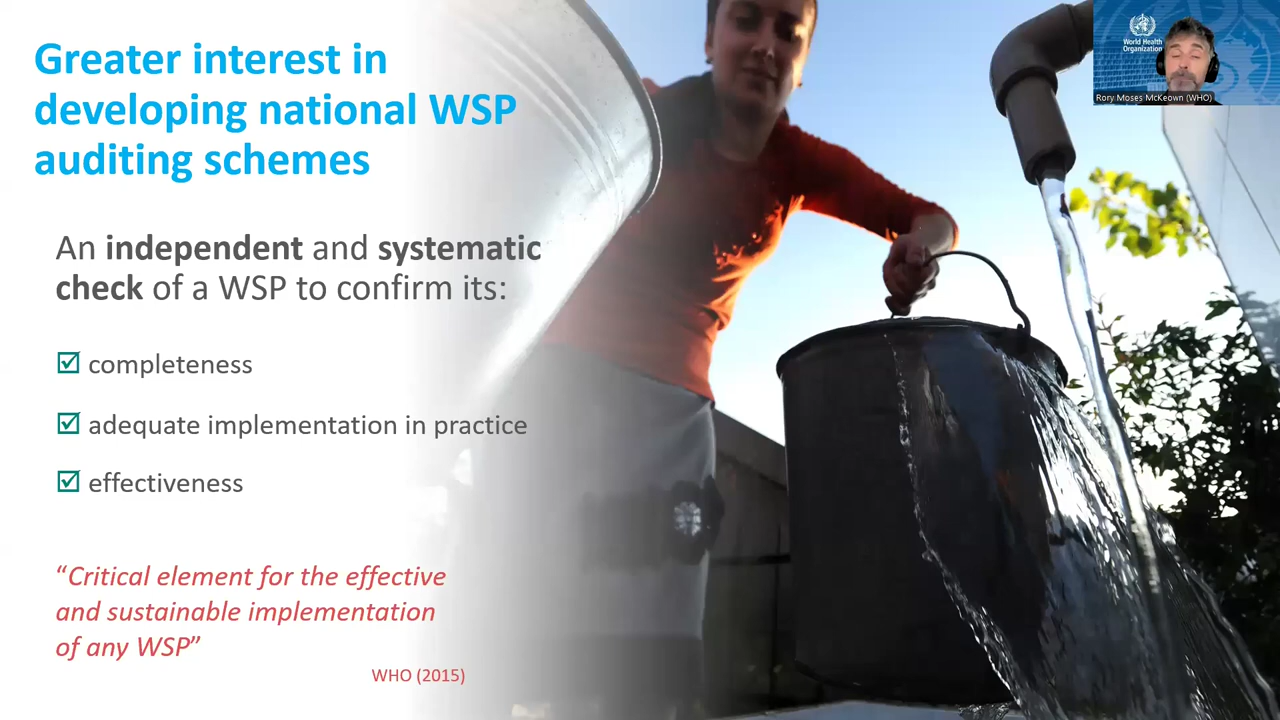 Greater interest in
developing national WSP
auditing schemes
An independent and systematic
check of a WSP to confirm its:
completeness
adequate implementation in practice
effectiveness
“Critical element for the effective
and sustainable implementation
of any WSP”
WHO (2015)
World Health
Organization
Rory Moses McKeown (WHO)